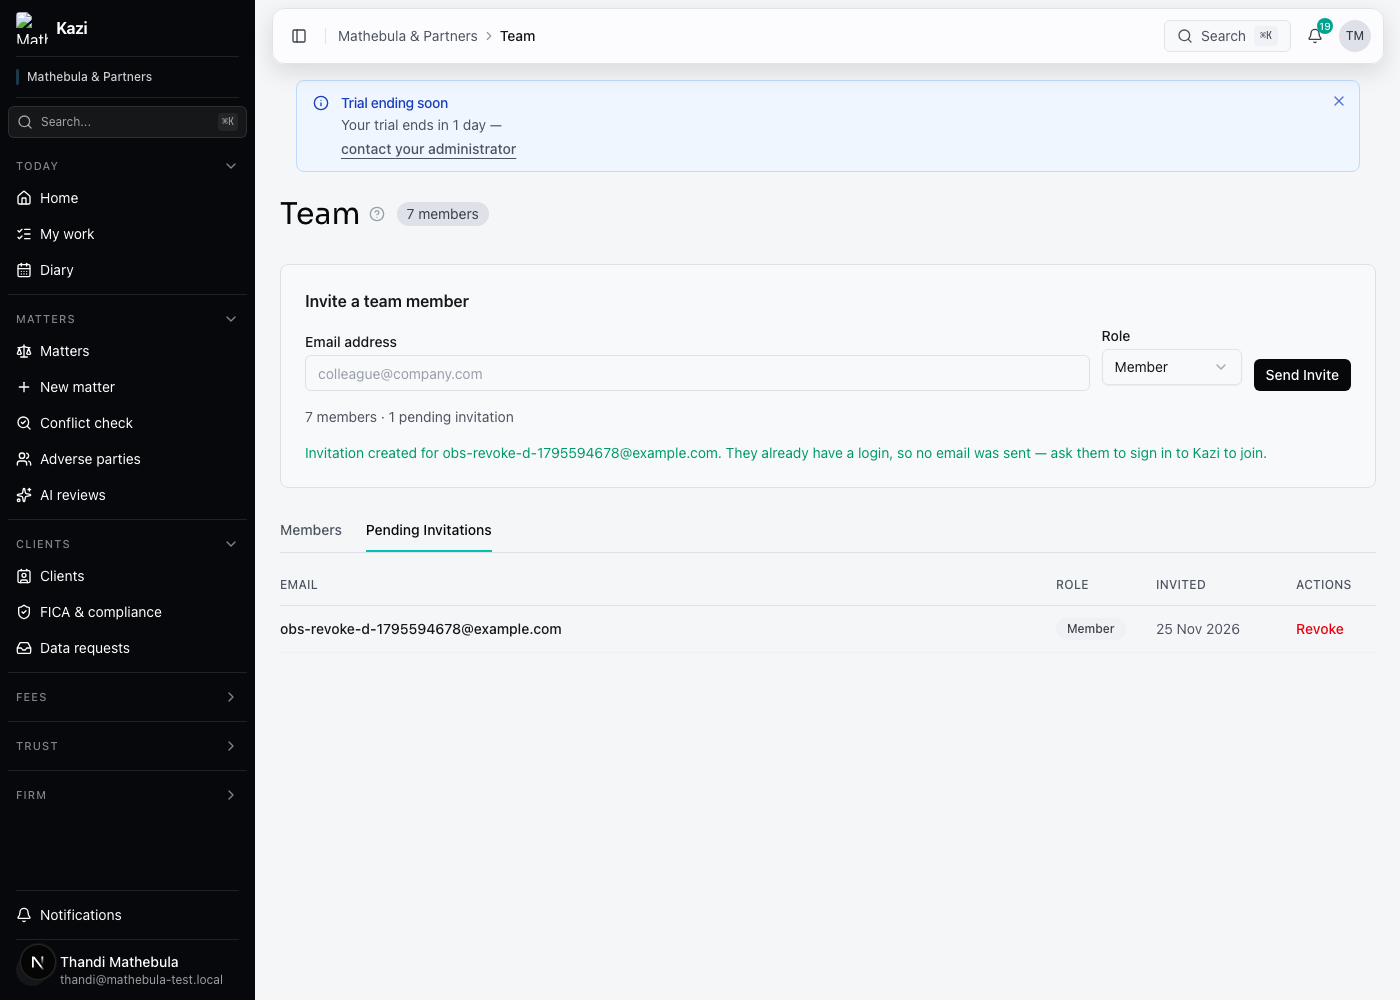 Math
Kazi
Mathebula & Partners
Search...
⌘K
TODAY
Home
My work
Diary
MATTERS
Matters
New matter
Conflict check
Adverse parties
AI reviews
CLIENTS
Clients
FICA & compliance
Data requests
FEES
TRUST
FIRM
Notifications
N
Thandi Mathebula
thandi@mathebula-test.local
Mathebula & Partners
Team
Search ⌘K
19
TM
Trial ending soon
Your trial ends in 1 day —
contact your administrator
Team
7 members
Invite a team member
Email address
colleague@company.com
Role
Member
Send Invite
7 members · 1 pending invitation
Invitation created for obs-revoke-d-1795594678@example.com. They already have a login, so no email was sent — ask them to sign in to Kazi to join.
Members
Pending Invitations
EMAIL ROLE INVITED ACTIONS
obs-revoke-d-1795594678@example.com Member 25 Nov 2026 Revoke